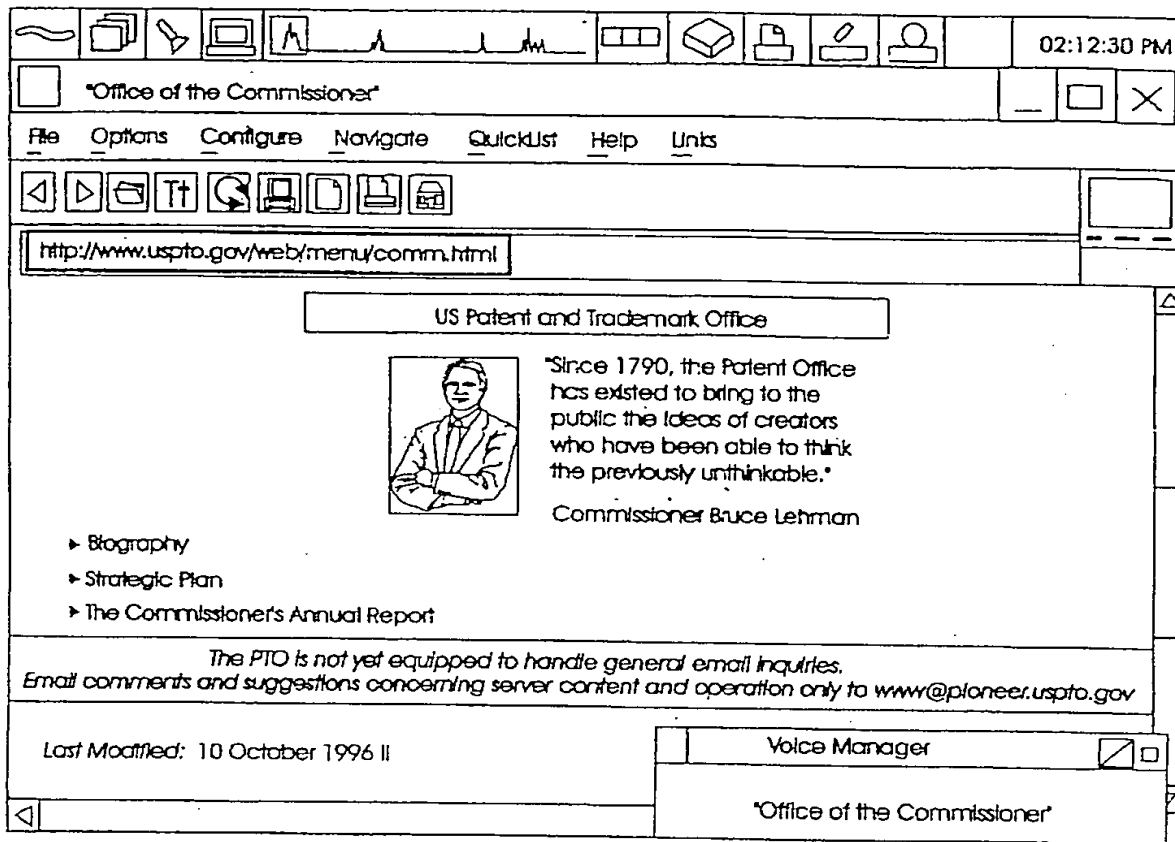 02:12:30 PM
"Office of the Commissioner"
File Options Configure Navigate QuickList Help Links
T†
http://www.uspto.gov/web/menu/comm.html
US Patent and Trademark Office
"Since 1790, the Patent Office
has existed to bring to the
public the ideas of creators
who have been able to think
the previously unthinkable."
Commissioner Bruce Lehman
Biography
Strategic Plan
The Commissioner's Annual Report
The PTO is not yet equipped to handle general email inquiries.
Email comments and suggestions concerning server content and operation only to www@pioneer.uspto.gov
Last Modified: 10 October 1996 II
Voice Manager
"Office of the Commissioner"